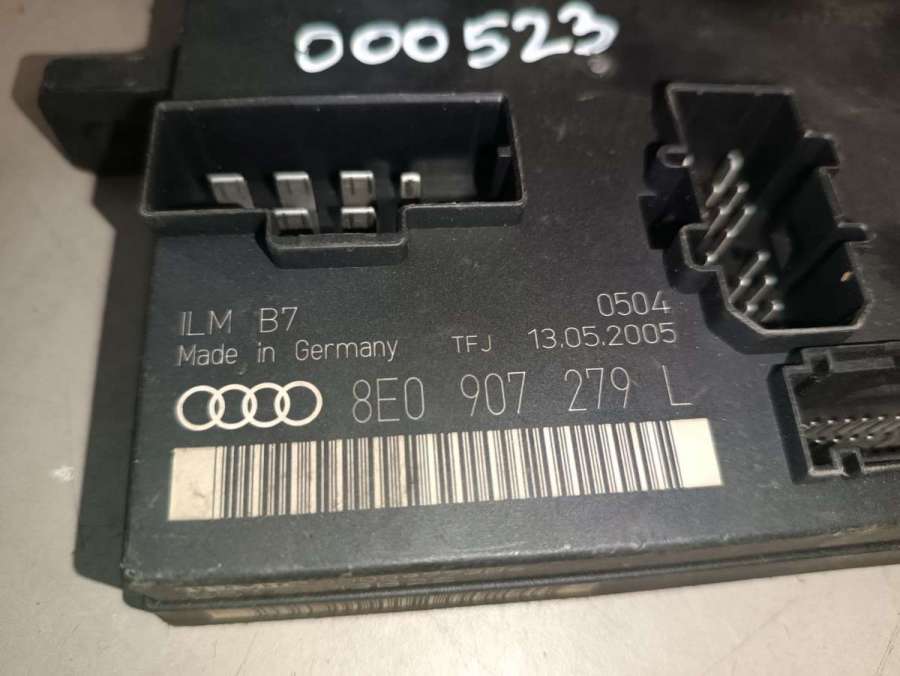 000523
ILM B7 0504
Made in Germany TFJ 13.05.2005
8E0 907 279 L